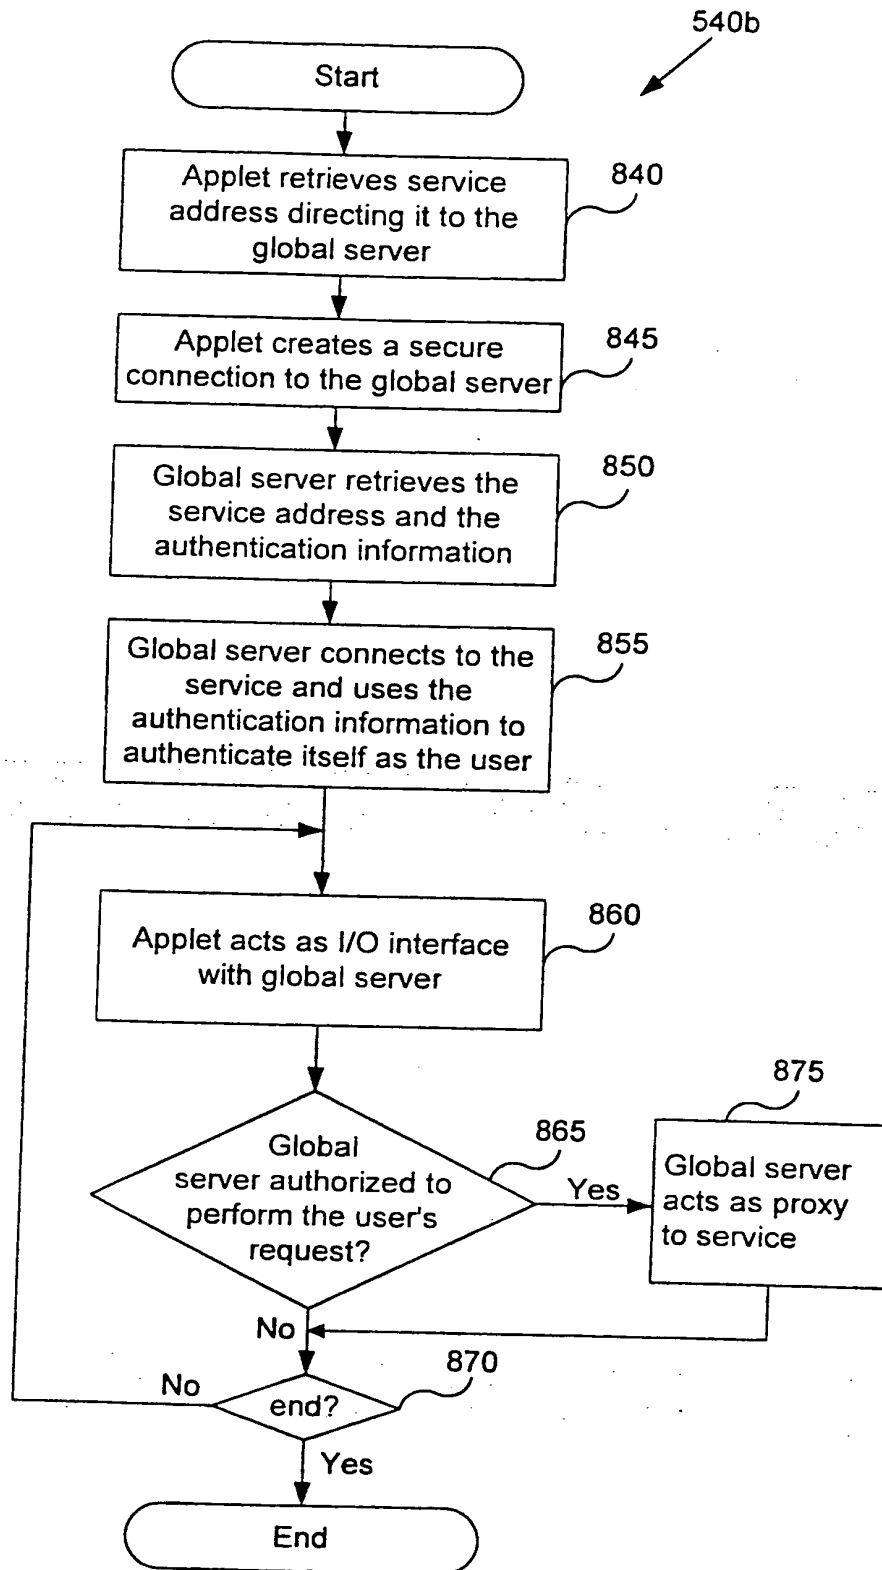 540b
Start
Applet retrieves service
address directing it to the
global server
840
Applet creates a secure
connection to the global server
845
Global server retrieves the
service address and the
authentication information
850
Global server connects to the
service and uses the
authentication information to
authenticate itself as the user
855
Applet acts as I/O interface
with global server
860
Global
server authorized to
perform the user's
request?
865
Yes
875
Global server
acts as proxy
to service
No
870
No
end?
Yes
End